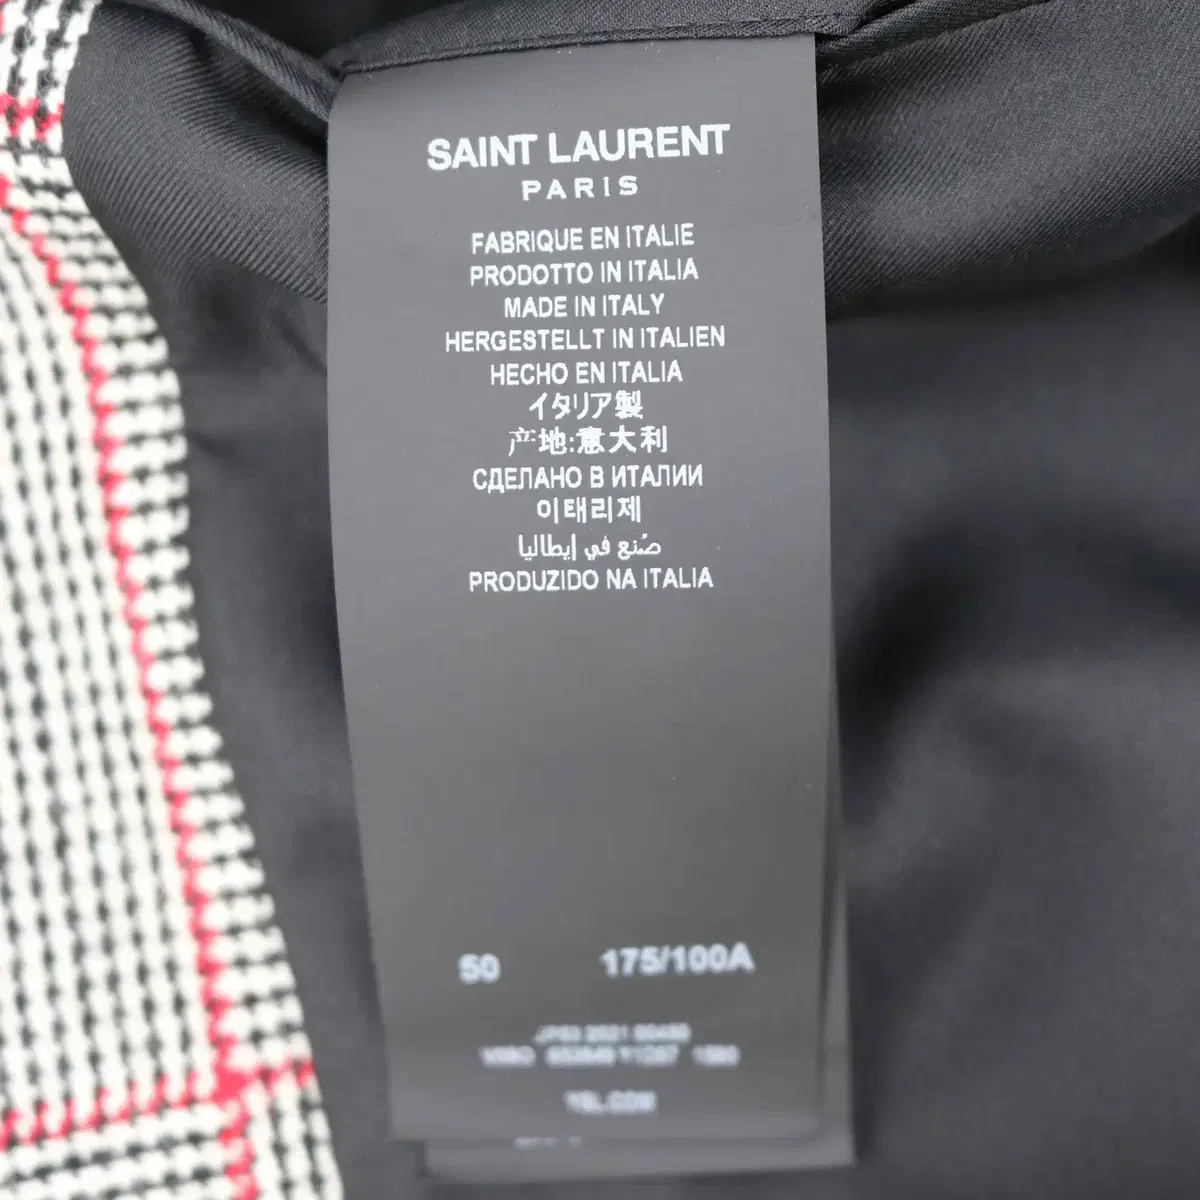 SAINT LAURENT
PARIS
FABRIQUE EN ITALIE
PRODOTTO IN ITALIA
MADE IN ITALY
HERGESTELLT IN ITALIEN
HECHO EN ITALIA
イタリア製
产地:意大利
СДЕЛАНО В ИТАЛИИ
이태리제
صُنع في إيطاليا
PRODUZIDO NA ITALIA
50 175/100A
YSL.COM